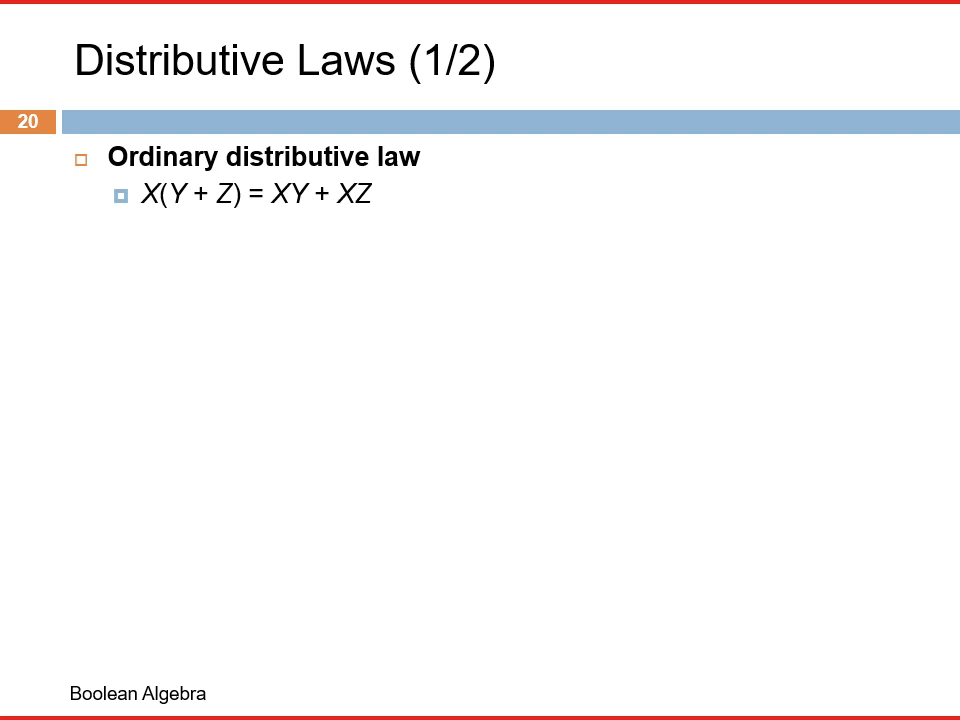 Distributive Laws (1/2)
20
Ordinary distributive law
X(Y + Z) = XY + XZ
Boolean Algebra